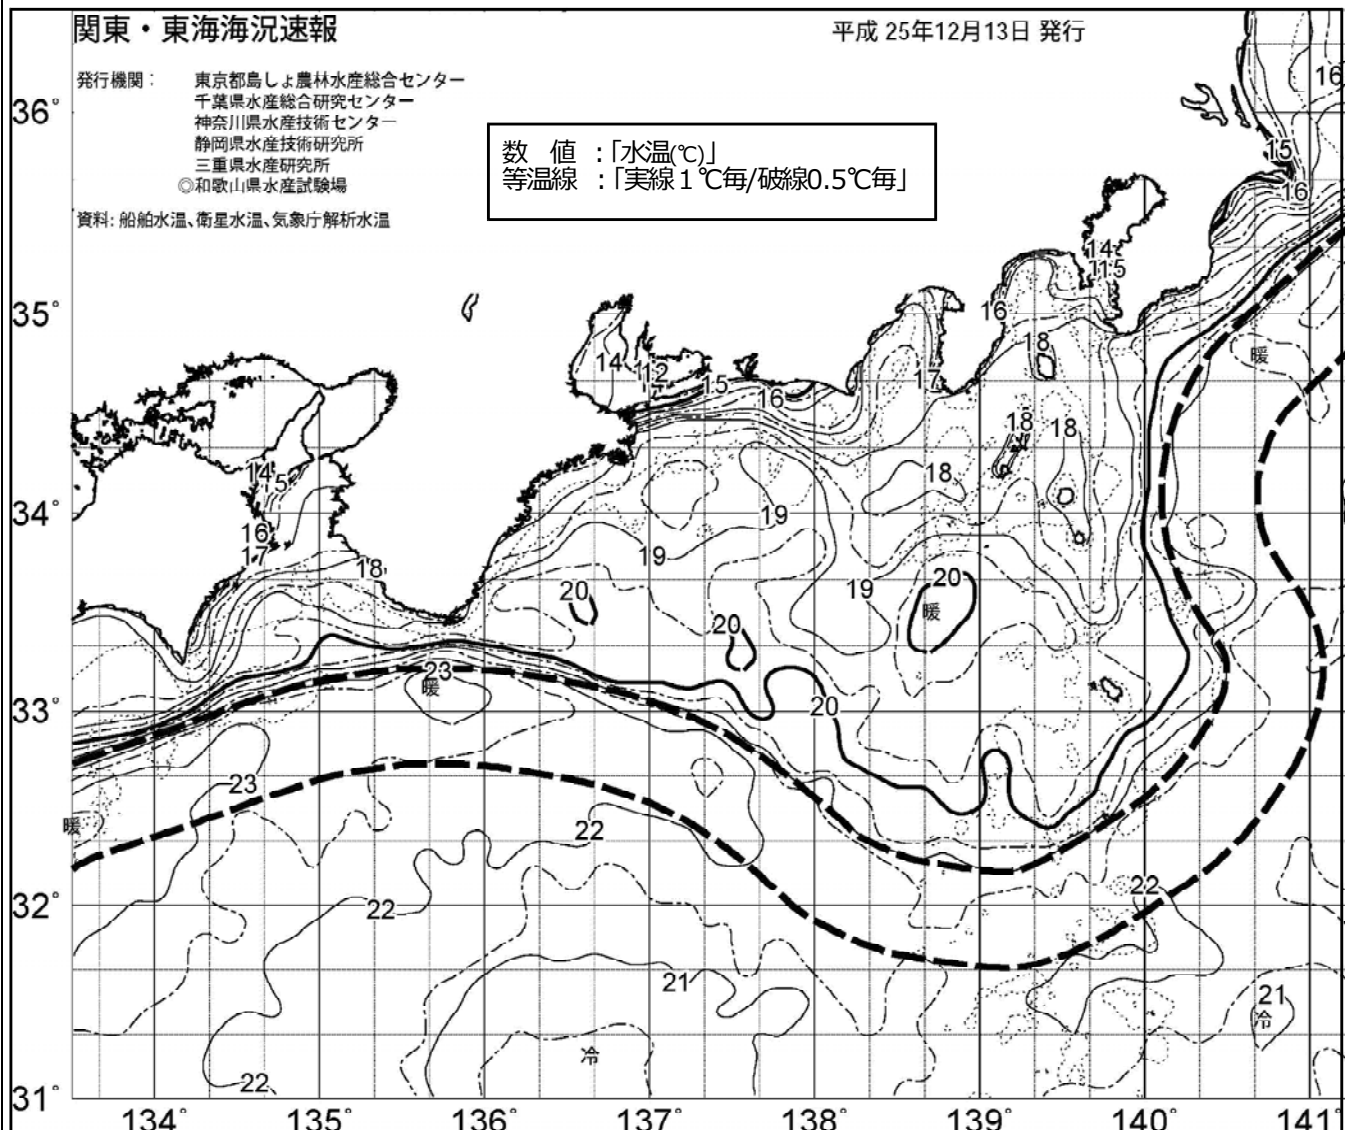 関東・東海海況速報
平成 25年12月13日 発行
発行機関：
東京都島しょ農林水産総合センター
千葉県水産総合研究センター
神奈川県水産技術センター
静岡県水産技術研究所
三重県水産研究所
◎和歌山県水産試験場
資料: 船舶水温、衛星水温、気象庁解析水温
数　値 ：「水温(℃)」
等温線 ：「実線１℃毎/破線0.5℃毎」
16
36°
15
16
14
15
35°
16
18
暖
14
12
15
17
16
18
18
14
15
18
34°
16
19
17
19
18
20
19
20
暖
20
23
暖
33°
20
23
暖
22
22
32°
22
21
21
冷
冷
22
31°
134°
135°
136°
137°
138°
139°
140°
141°